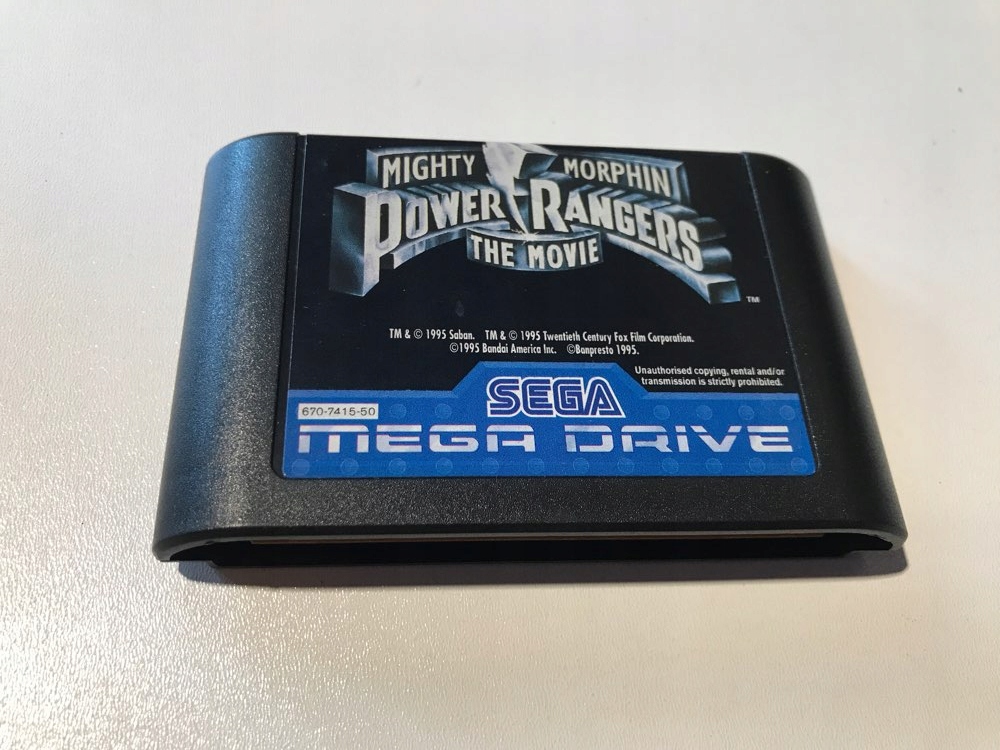 MIGHTY MORPHIN
POWER RANGERS
THE MOVIE
TM
TM & © 1995 Saban. TM & © 1995 Twentieth Century Fox Film Corporation.
©1995 Bandai America Inc. ©Banpresto 1995.
Unauthorised copying, rental and/or
transmission is strictly prohibited.
SEGA
670-7415-50
MEGA DRIVE